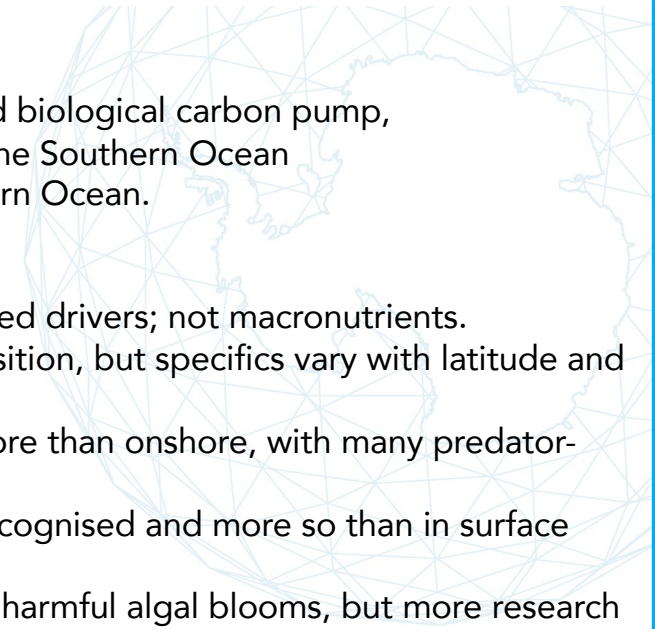 d biological carbon pump,
he Southern Ocean
rn Ocean.
ed drivers; not macronutrients.
sition, but specifics vary with latitude and
ore than onshore, with many predator-
cognised and more so than in surface
harmful algal blooms, but more research